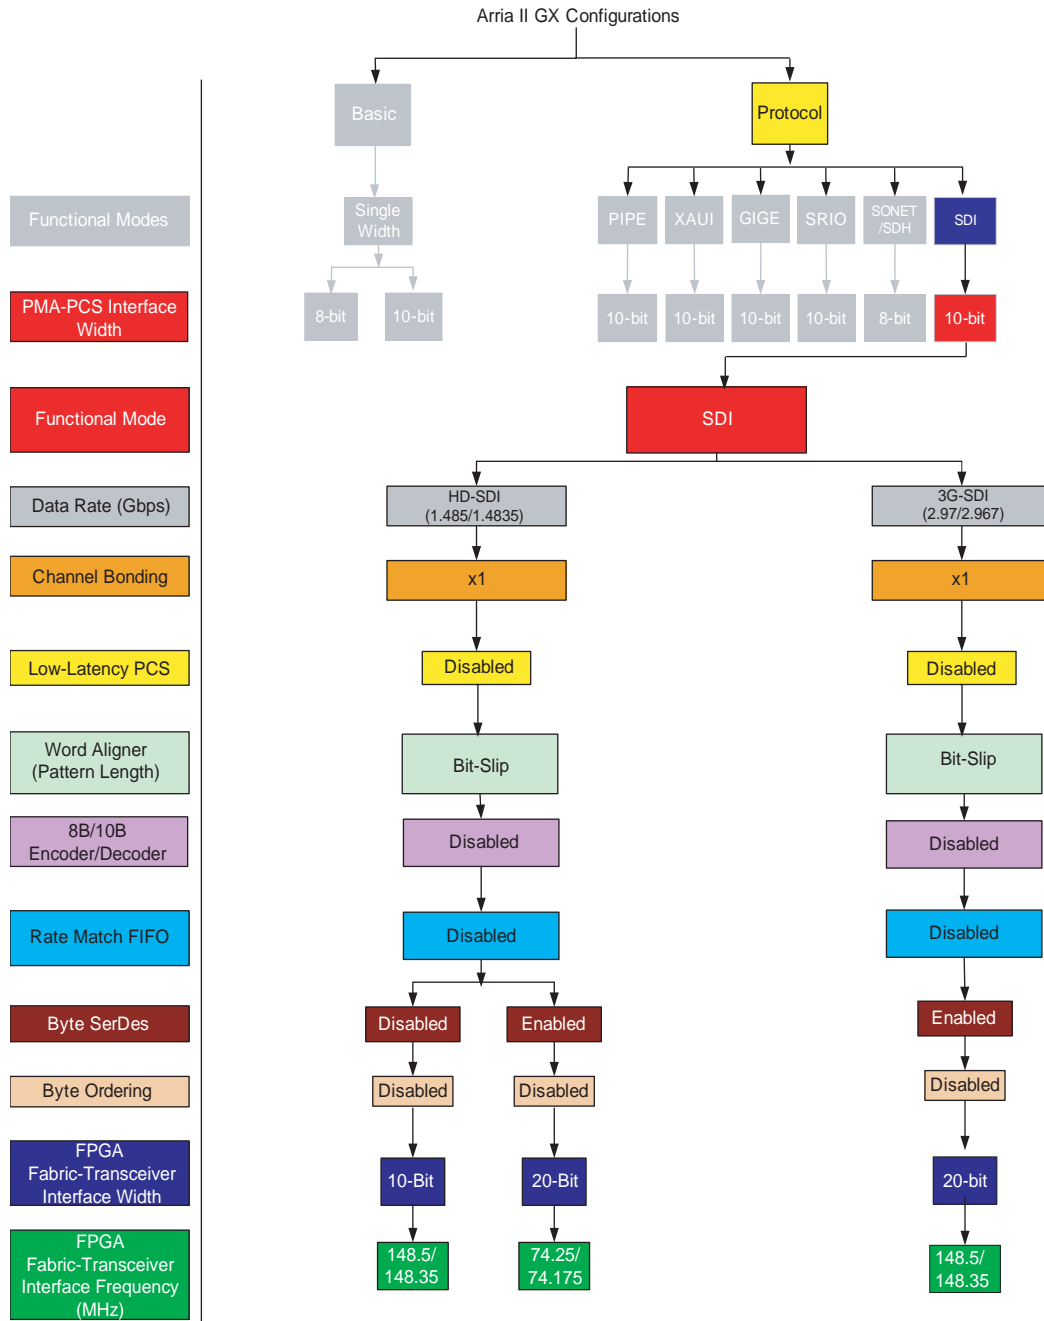 Arria II GX Configurations
Basic
Protocol
Functional Modes
Single
Width
PIPE
XAUI
GIGE
SRIO
SONET
/SDH
SDI
PMA-PCS Interface
Width
8-bit
10-bit
10-bit
10-bit
10-bit
10-bit
8-bit
10-bit
Functional Mode
SDI
Data Rate (Gbps)
HD-SDI
(1.485/1.4835)
3G-SDI
(2.97/2.967)
Channel Bonding
x1
x1
Low-Latency PCS
Disabled
Disabled
Word Aligner
(Pattern Length)
Bit-Slip
Bit-Slip
8B/10B
Encoder/Decoder
Disabled
Disabled
Rate Match FIFO
Disabled
Disabled
Byte SerDes
Disabled
Enabled
Enabled
Byte Ordering
Disabled
Disabled
Disabled
FPGA
Fabric-Transceiver
Interface Width
10-Bit
20-Bit
20-bit
FPGA
Fabric-Transceiver
Interface Frequency
(MHz)
148.5/
148.35
74.25/
74.175
148.5/
148.35